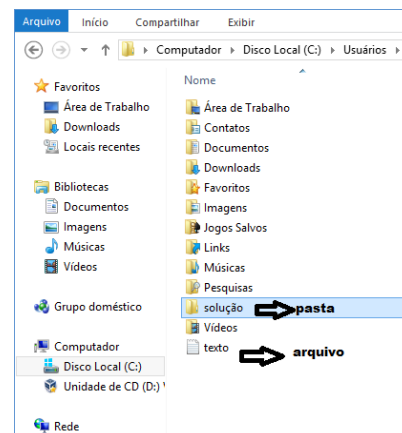 Arquivo Início Compartilhar Exibir
Computador Disco Local (C:) Usuários
Favoritos
Área de Trabalho
Downloads
Locais recentes
Bibliotecas
Documentos
Imagens
Músicas
Vídeos
Grupo doméstico
Computador
Disco Local (C:)
Unidade de CD (D:)
Rede
Nome
Área de Trabalho
Contatos
Documentos
Downloads
Favoritos
Imagens
Jogos Salvos
Links
Músicas
Pesquisas
solução pasta
Vídeos
texto arquivo